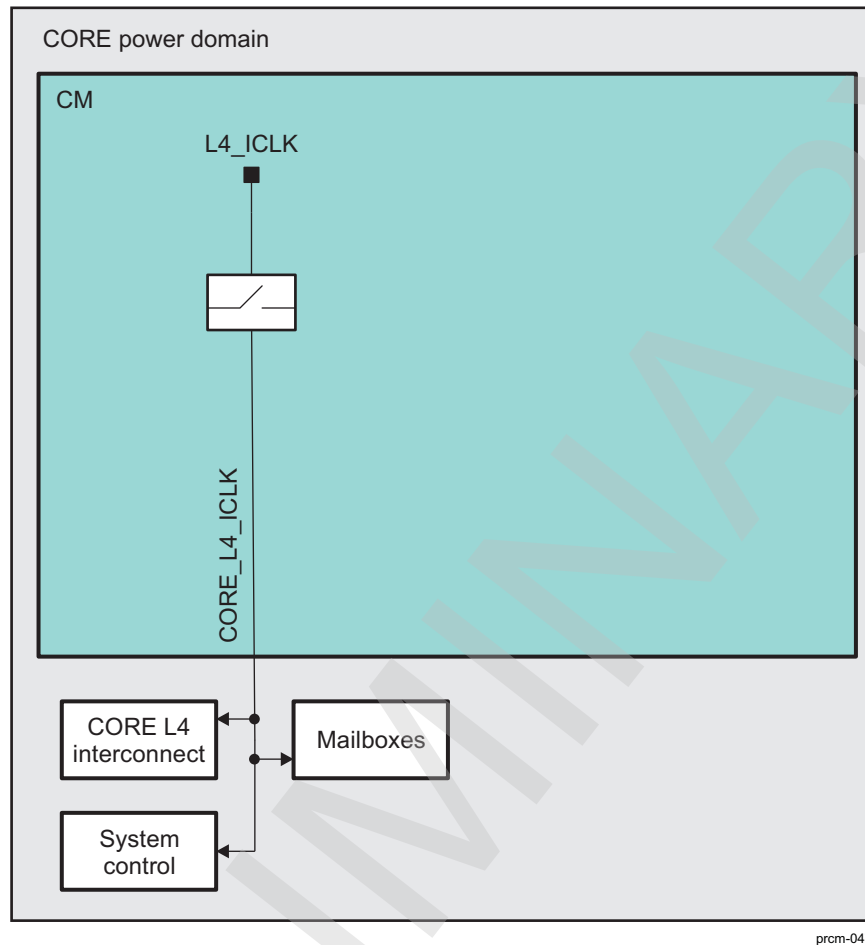 CORE power domain
CM
L4_ICLK
CORE_L4_ICLK
CORE L4
interconnect
Mailboxes
System
control
prcm-04